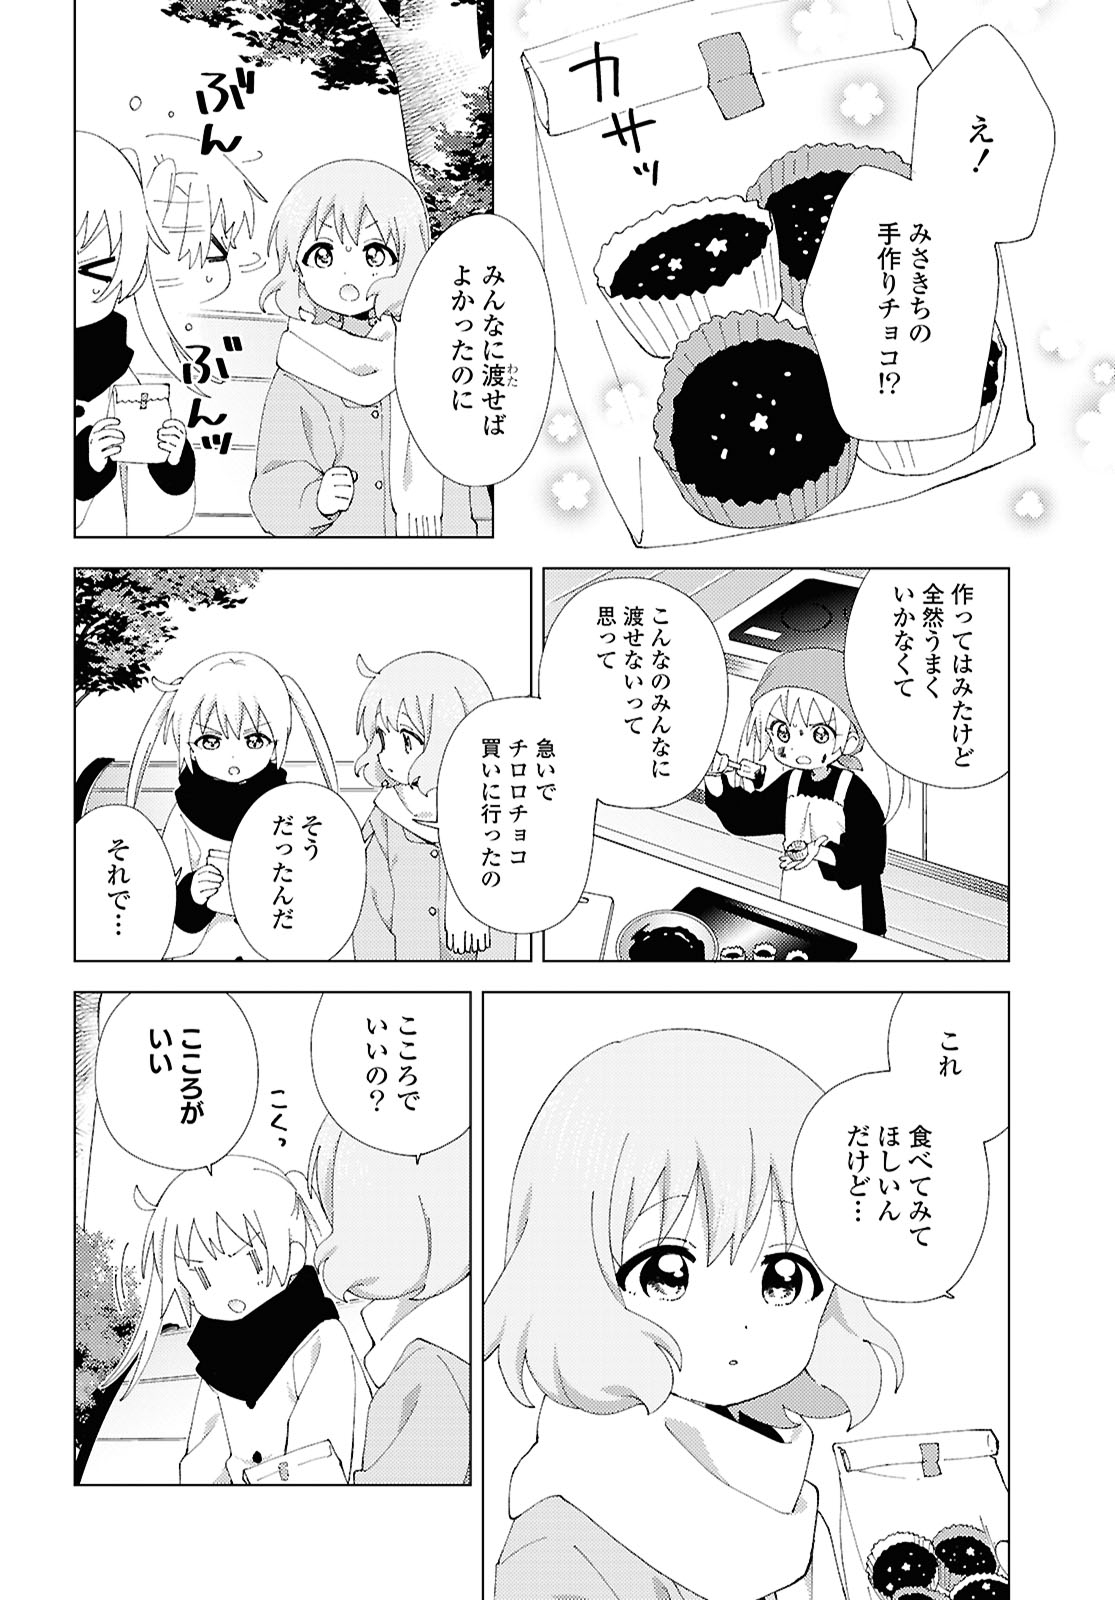 え！
みさきちの
手作りチョコ!?
カサッ
みんなに渡せば
わた
よかったのに
ぶん
ぶんッ
作ってはみたけど
全然うまく
いかなくて
こんなのみんなに
渡せないって
思って
急いで
チロロチョコ
買いに行ったの
そう
だったんだ
それで…
これ
食べてみて
ほしいん
だけど…
こころで
いいの？
こくっ
こころが
いい